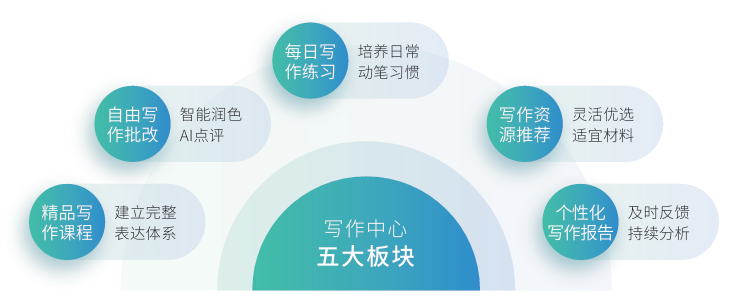 每日写
作练习
培养日常
动笔习惯
自由写
作批改
智能润色
AI点评
写作资
源推荐
灵活优选
适宜材料
精品写
作课程
建立完整
表达体系
个性化
写作报告
及时反馈
持续分析
写作中心
五大板块